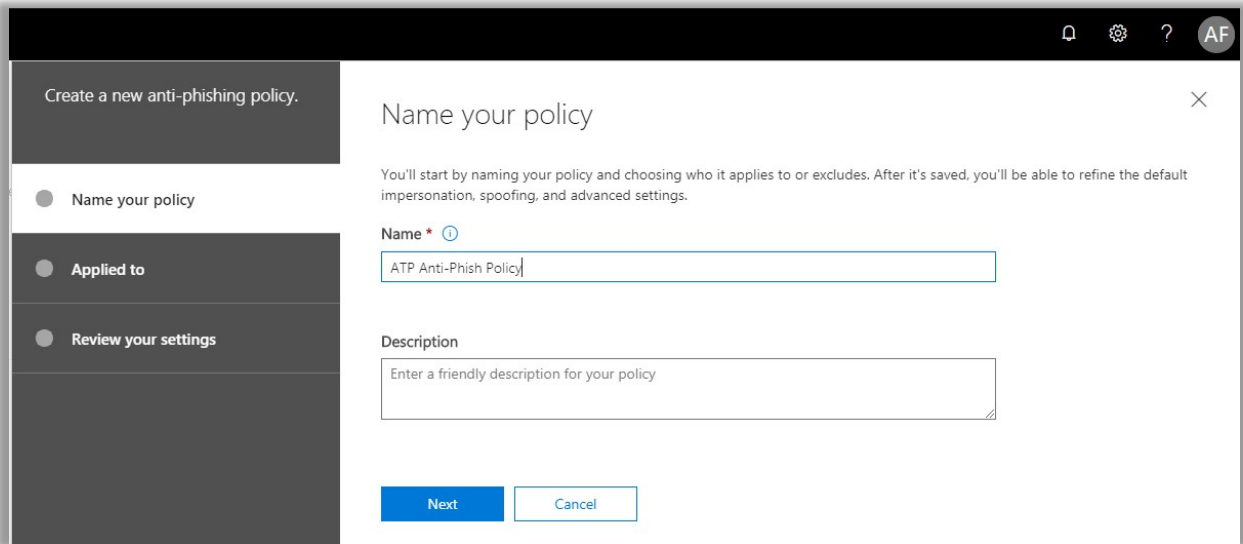 ?
AF
Create a new anti-phishing policy.
Name your policy
Applied to
Review your settings
Name your policy
You'll start by naming your policy and choosing who it applies to or excludes. After it's saved, you'll be able to refine the default
impersonation, spoofing, and advanced settings.
Name *
ATP Anti-Phish Policy
Description
Enter a friendly description for your policy
Next
Cancel